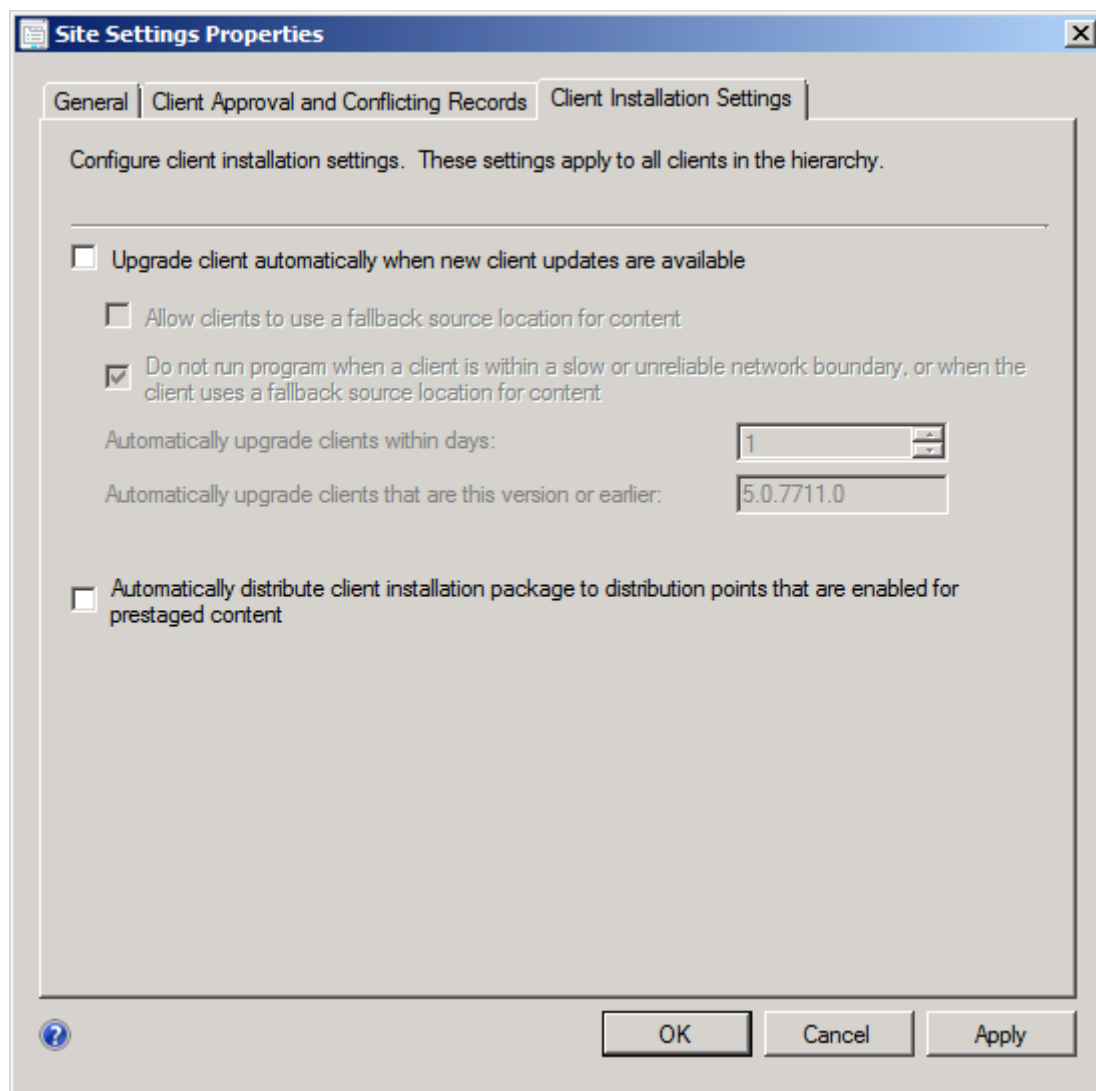 Site Settings Properties
General
Client Approval and Conflicting Records
Client Installation Settings
Configure client installation settings.  These settings apply to all clients in the hierarchy.
Upgrade client automatically when new client updates are available
Allow clients to use a fallback source location for content
Do not run program when a client is within a slow or unreliable network boundary, or when the
client uses a fallback source location for content
Automatically upgrade clients within days:
1
Automatically upgrade clients that are this version or earlier:
5.0.7711.0
Automatically distribute client installation package to distribution points that are enabled for
prestaged content
?
OK
Cancel
Apply